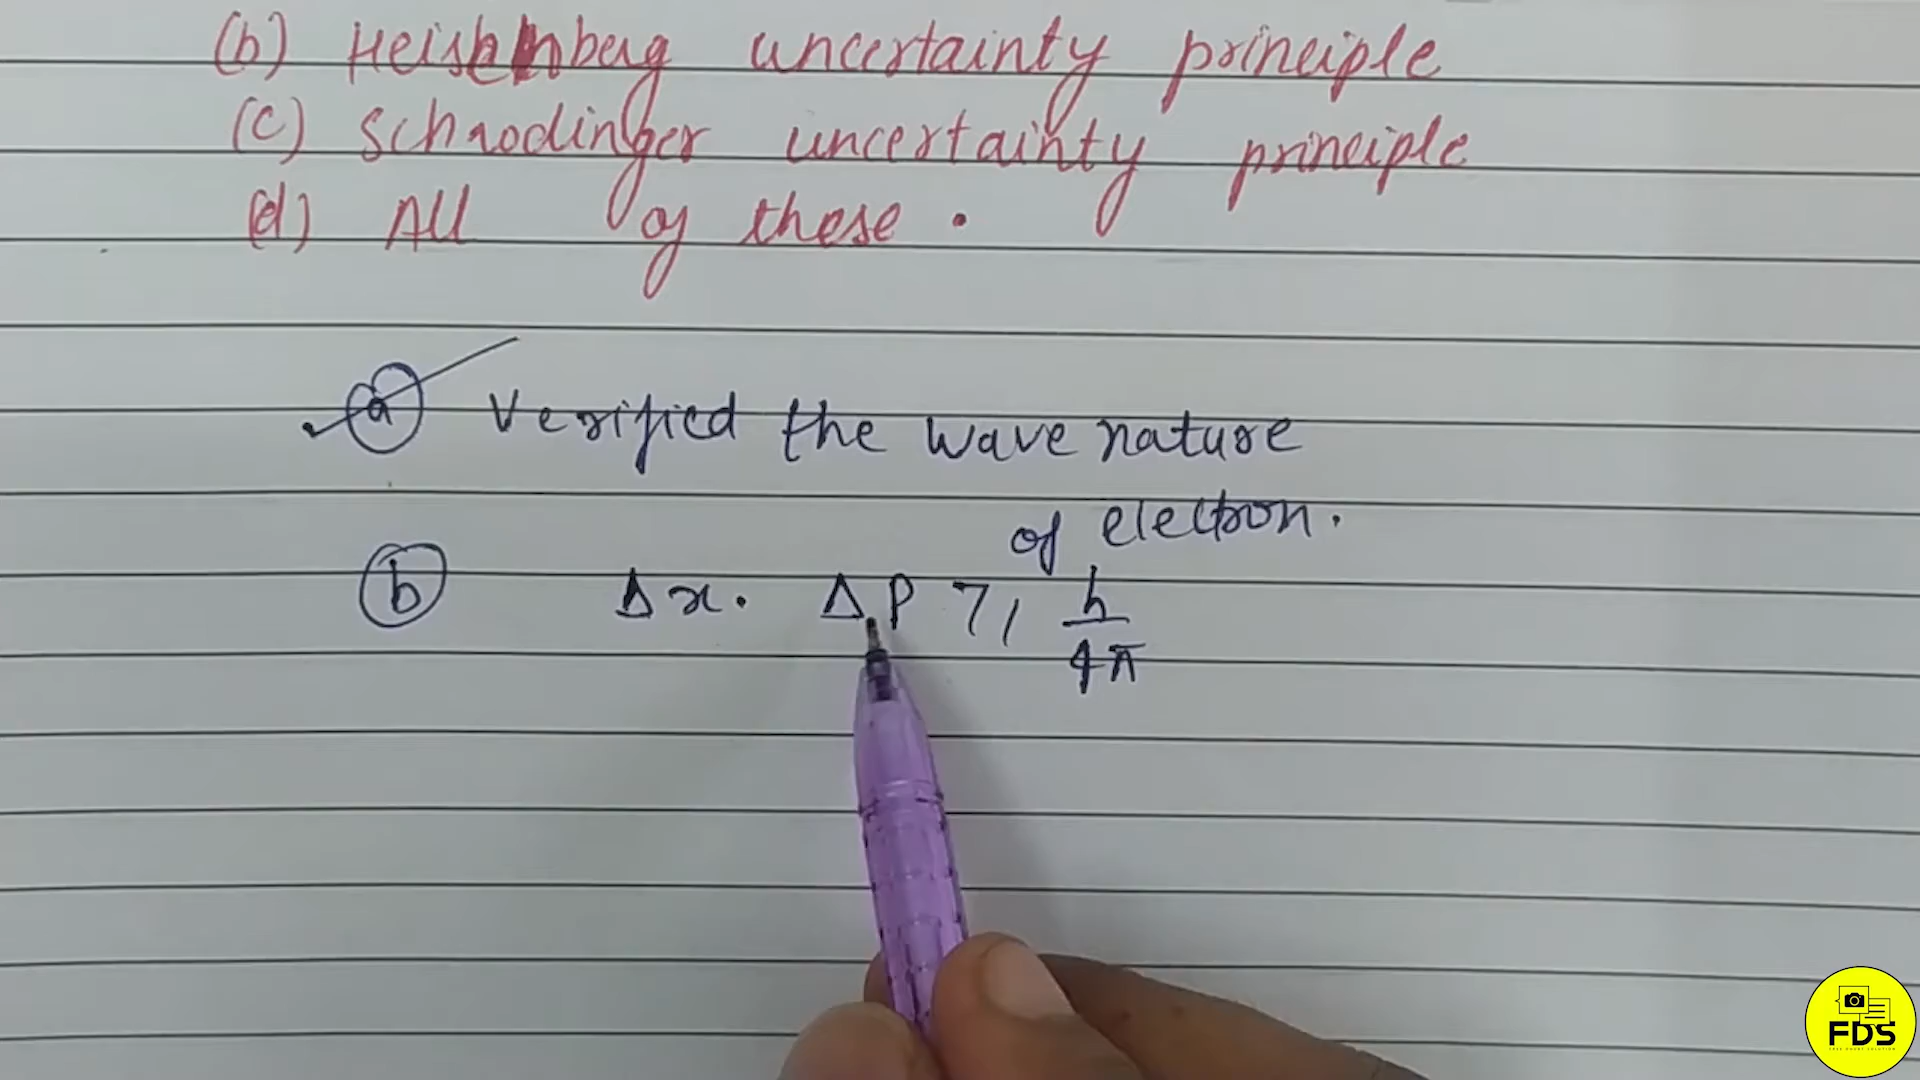 (b) Heisenberg uncertainty principle
(c) Schrodinger uncertainty principle
(d) All of these .
(a) Verified the wave nature
of electron.
(b) Δx. ΔP ≥ h/4π
FDS